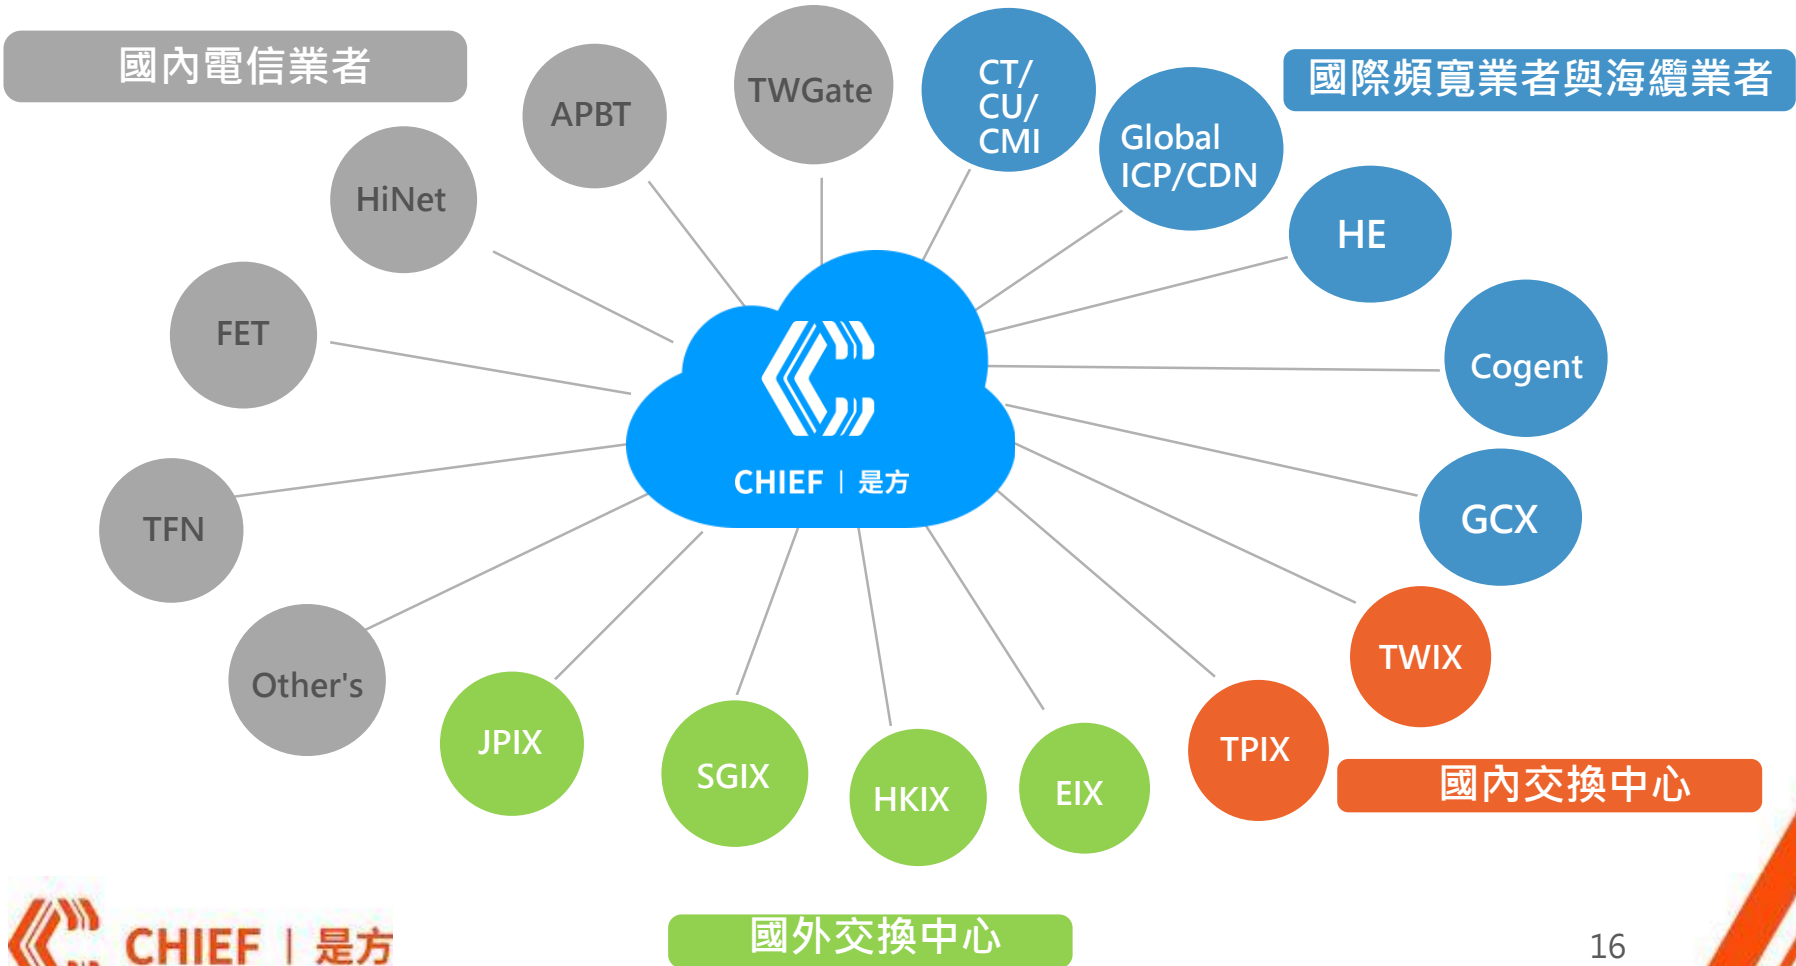 國內電信業者
國際頻寬業者與海纜業者
TWGate
CT/
CU/
CMI
APBT
Global
ICP/CDN
HiNet
HE
FET
Cogent
CHIEF | 是方
TFN
GCX
Other's
TWIX
JPIX
SGIX
HKIX
EIX
TPIX
國內交換中心
國外交換中心
CHIEF | 是方
16